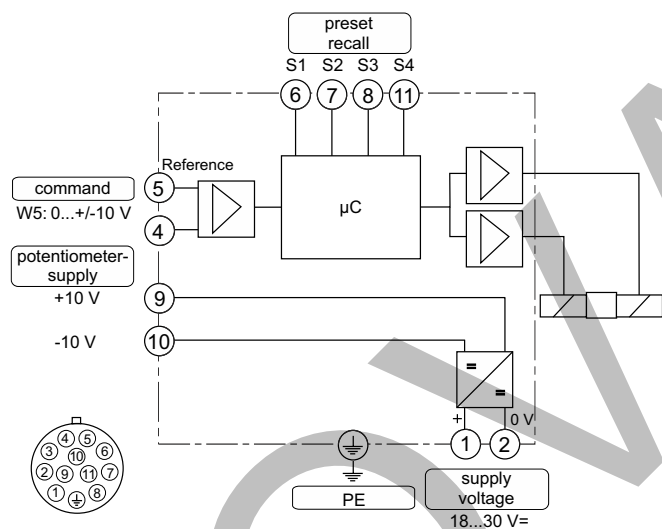 preset
recall
S1 S2 S3 S4
6 7 8 11
Reference
5
command
W5: 0...+/-10 V
4
µC
potentiometer-
supply
+10 V
9
-10 V
10
=
=
+
0 V
1 2
4 5
3 10 6
2 9 11 7
1 8
PE
supply
voltage
18...30 V=